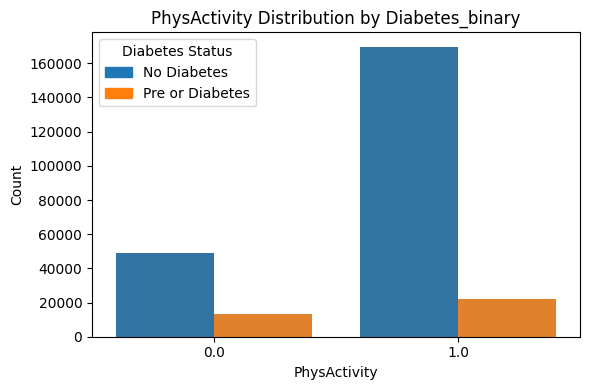 PhysActivity Distribution by Diabetes_binary
Diabetes Status
No Diabetes
Pre or Diabetes
160000
140000
120000
100000
80000
60000
40000
20000
0
Count
0.0
1.0
PhysActivity